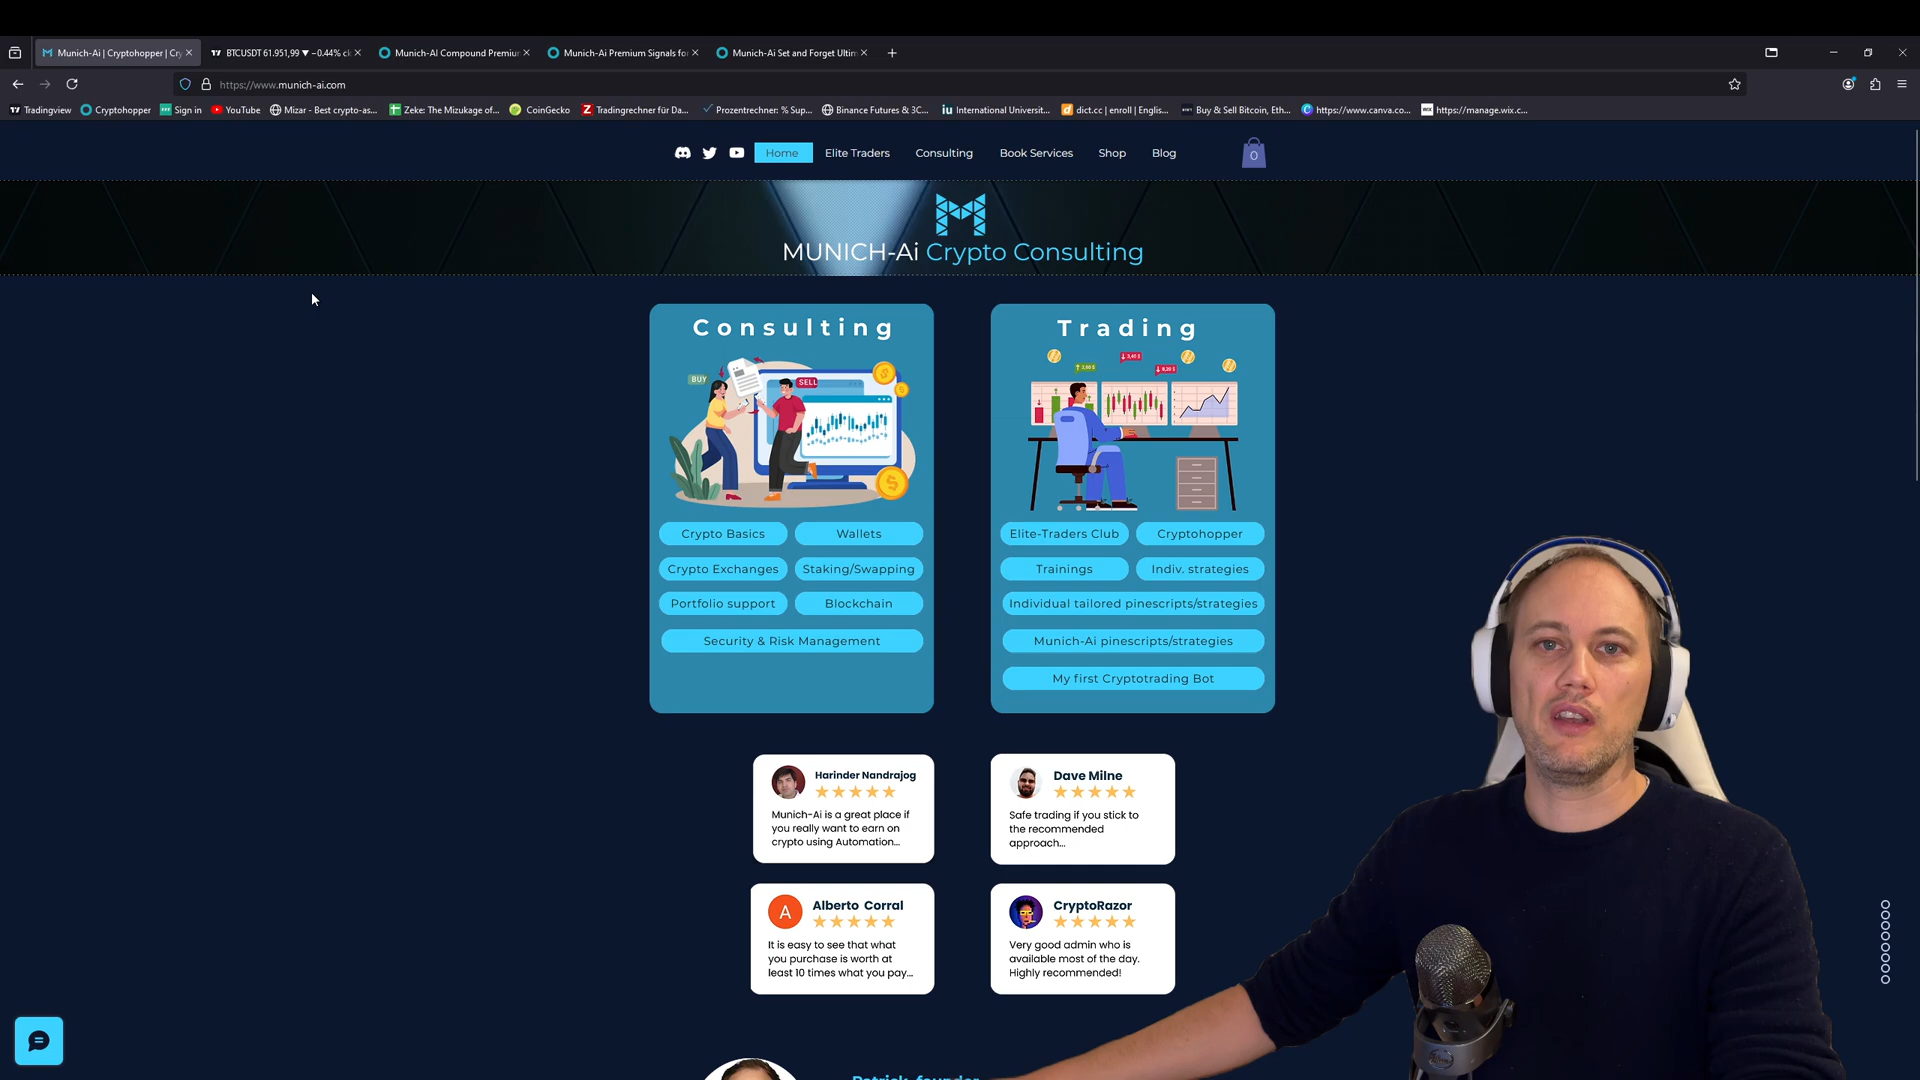 Munich-Ai | Cryptohopper | Cry
BTCUSDT 61.951,99 ▼ −0.44% c
Munich-AI Compound Premiu
Munich-Ai Premium Signals fo
Munich-Ai Set and Forget Ultim
https://www.munich-ai.com
Tradingview
Cryptohopper
Sign in
YouTube
Mizar - Best crypto-as...
Zeke: The Mizukage of...
CoinGecko
Tradingrechner für Da...
Prozentrechner: % Sup...
Binance Futures & 3C...
International Universit...
dict.cc | enroll | Englis...
Buy & Sell Bitcoin, Eth...
https://www.canva.co...
https://manage.wix.c...
Home
Elite Traders
Consulting
Book Services
Shop
Blog
0
MUNICH-Ai Crypto Consulting
Consulting
BUY
SELL
Crypto Basics
Wallets
Crypto Exchanges
Staking/Swapping
Portfolio support
Blockchain
Security & Risk Management
Trading
Elite-Traders Club
Cryptohopper
Trainings
Indiv. strategies
Individual tailored pinescripts/strategies
Munich-Ai pinescripts/strategies
My first Cryptotrading Bot
Harinder Nandrajog
Munich-Ai is a great place if
you really want to earn on
crypto using Automation...
Dave Milne
Safe trading if you stick to
the recommended
approach...
A
Alberto Corral
It is easy to see that what
you purchase is worth at
least 10 times what you pay...
CryptoRazor
Very good admin who is
available most of the day.
Highly recommended!
Patrick, founder